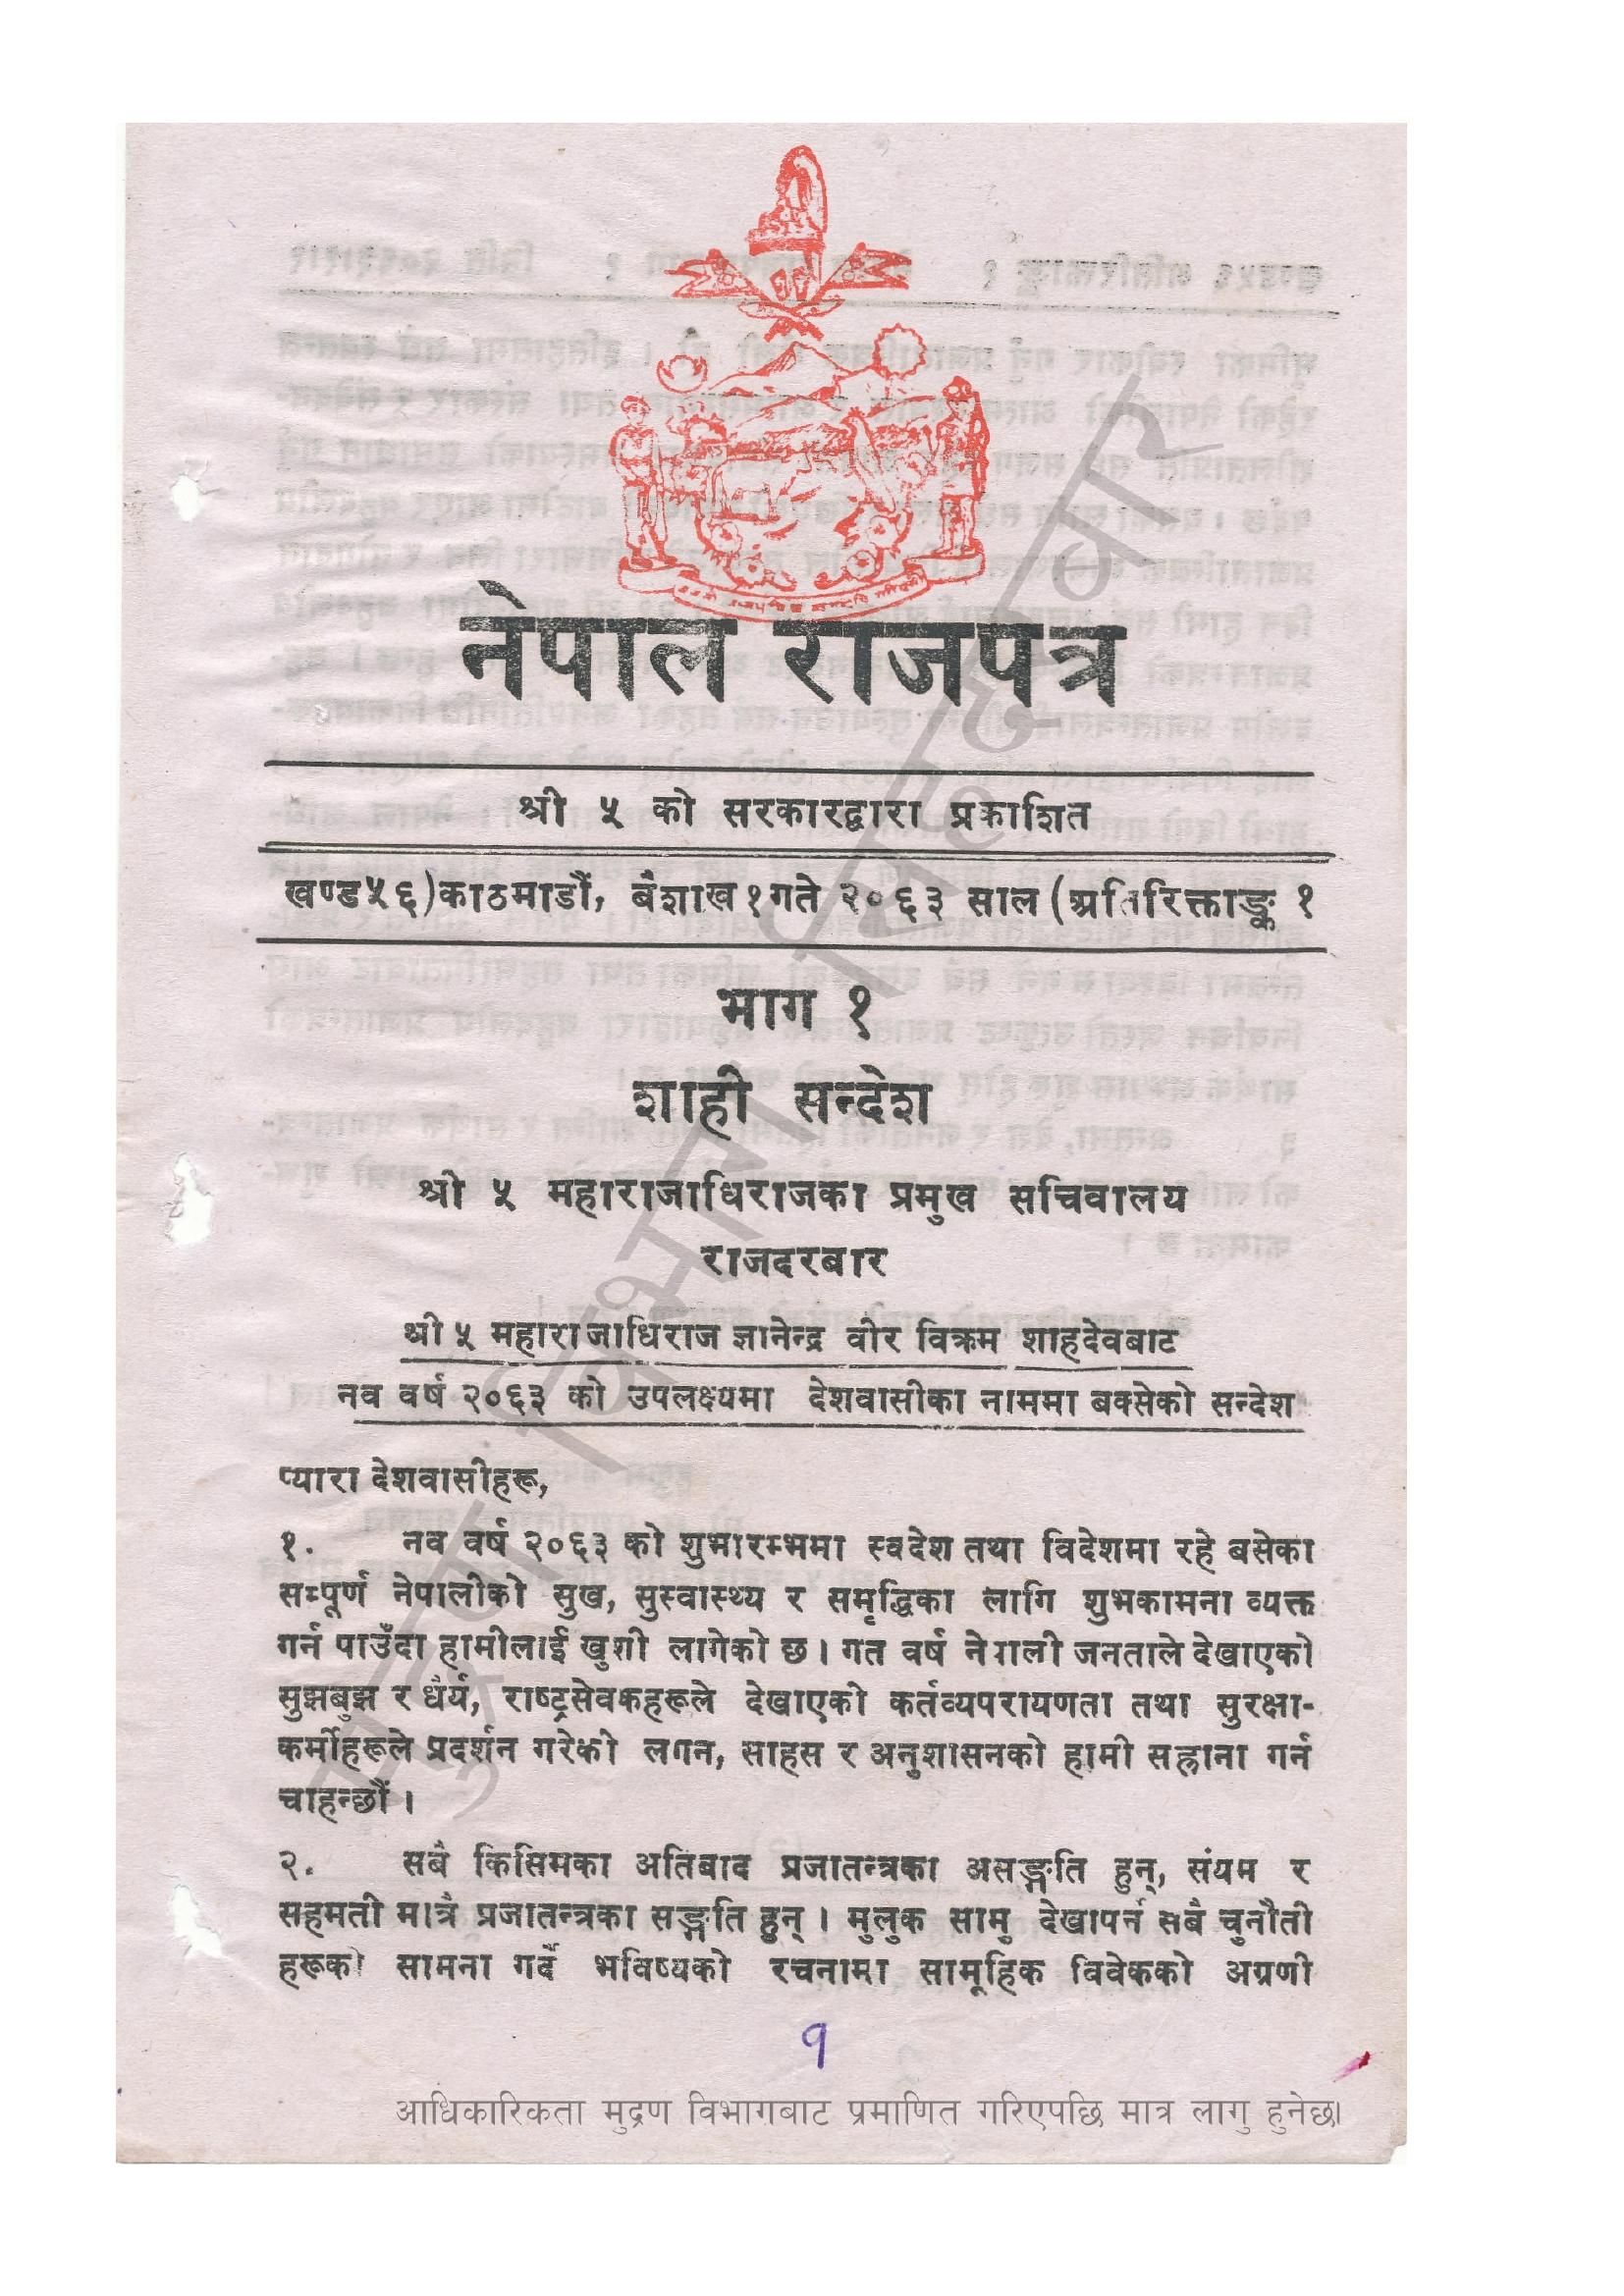 नेपाल राजपत्र
श्री ५ को सरकारद्वारा प्रकाशित
खण्ड५६)काठमाडौं, बैशाख१गते २०६३ साल(अतिरिक्ताङ्क १
भाग १
शाही सन्देश
श्री ५ महाराजाधिराजका प्रमुख सचिवालय
राजदरबार
श्री ५ महाराजाधिराज ज्ञानेन्द्र वीर विक्रम शाहदेवबाट
नव वर्ष २०६३ को उपलक्ष्यमा देशवासीका नाममा बक्सेको सन्देश
प्यारा देशवासीहरू,
१. नव वर्ष २०६३ को शुभारम्भमा स्वदेश तथा विदेशमा रहे बसेका
सम्पूर्ण नेपालीको सुख, सुस्वास्थ्य र समृद्धिका लागि शुभकामना व्यक्त
गर्न पाउँदा हामीलाई खुशी लागेको छ। गत वर्ष नेपाली जनताले देखाएको
सुझबुझ र धैर्य, राष्ट्रसेवकहरूले देखाएको कर्तव्यपरायणता तथा सुरक्षा-
कर्मीहरूले प्रदर्शन गरेको लगन, साहस र अनुशासनको हामी सह्राना गर्न
चाहन्छौं।
२. सबै किसिमका अतिबाद प्रजातन्त्रका असङ्गति हुन्, संयम र
सहमती मात्रै प्रजातन्त्रका सङ्गति हुन्। मुलुक सामु देखापर्ने सबै चुनौती
हरूको सामना गर्दै भविष्यको रचनामा सामूहिक विवेकको अग्रणी
१
आधिकारिकता मुद्रण विभागबाट प्रमाणित गरिएपछि मात्र लागु हुनेछ।